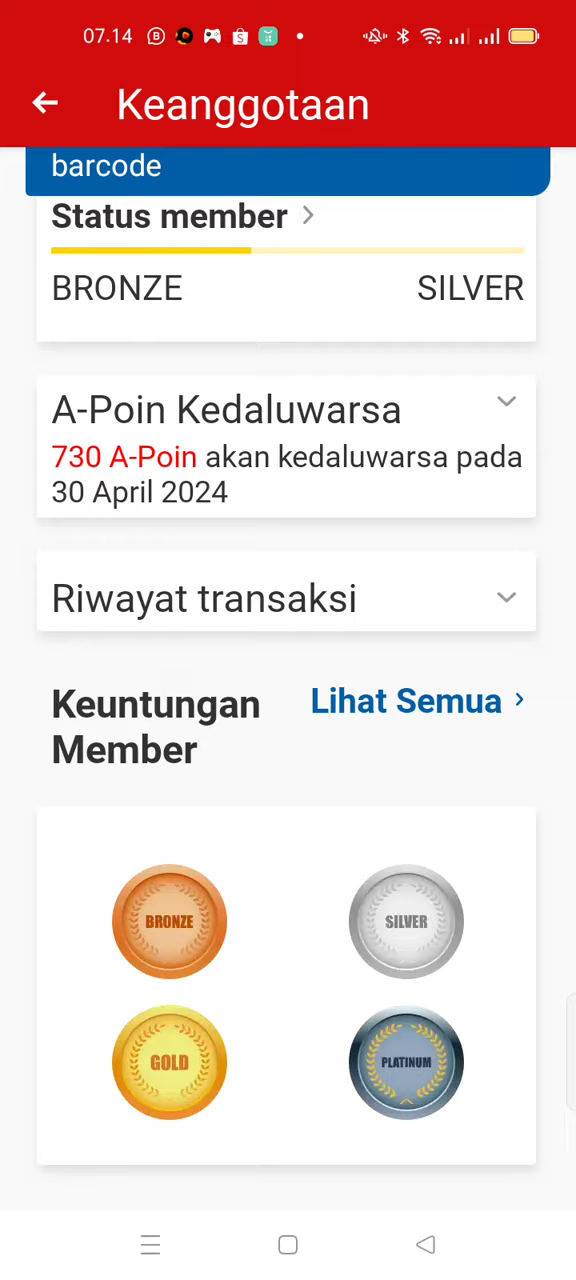 07.14
Keanggotaan
barcode
Status member
BRONZE SILVER
A-Poin Kedaluwarsa
730 A-Poin akan kedaluwarsa pada
30 April 2024
Riwayat transaksi
Keuntungan Lihat Semua
Member
BRONZE SILVER
GOLD PLATINUM